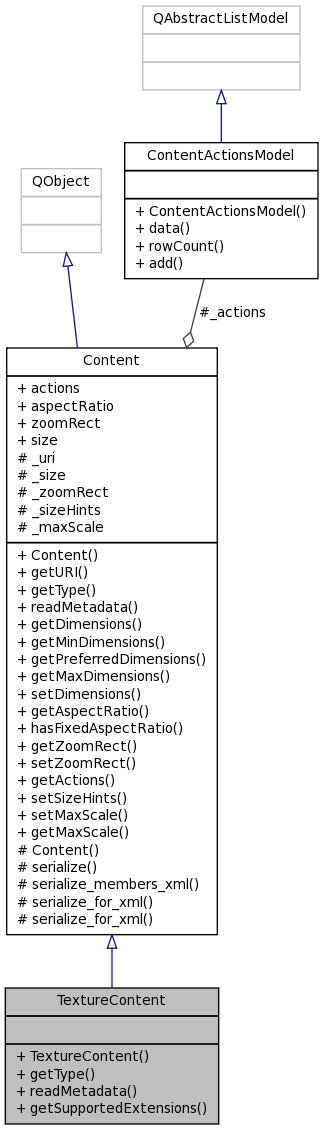 QAbstractListModel
ContentActionsModel
+ ContentActionsModel()
+ data()
+ rowCount()
+ add()
QObject
#_actions
Content
+ actions
+ aspectRatio
+ zoomRect
+ size
# _uri
# _size
# _zoomRect
# _sizeHints
# _maxScale
+ Content()
+ getURI()
+ getType()
+ readMetadata()
+ getDimensions()
+ getMinDimensions()
+ getPreferredDimensions()
+ getMaxDimensions()
+ setDimensions()
+ getAspectRatio()
+ hasFixedAspectRatio()
+ getZoomRect()
+ setZoomRect()
+ getActions()
+ setSizeHints()
+ setMaxScale()
+ getMaxScale()
# Content()
# serialize()
# serialize_members_xml()
# serialize_for_xml()
# serialize_for_xml()
TextureContent
+ TextureContent()
+ getType()
+ readMetadata()
+ getSupportedExtensions()